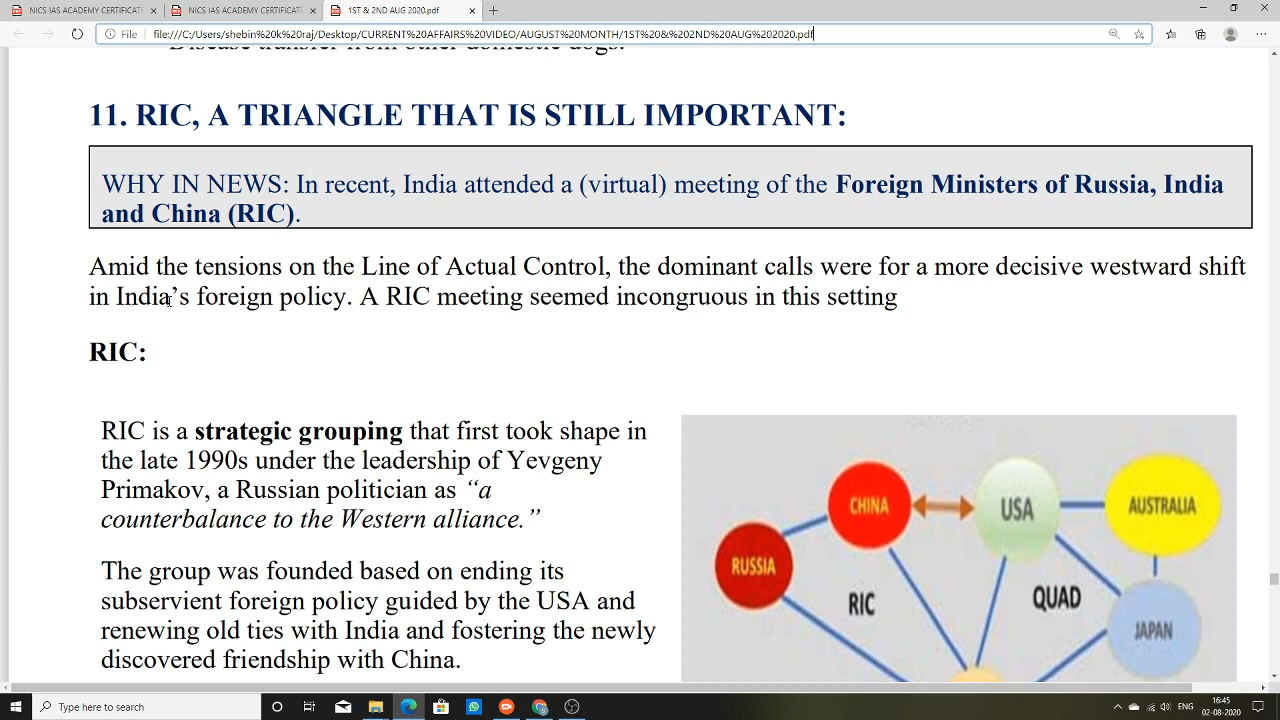 NICS IAS ACADEMY CERTIFICATE
NICS IAS ACADEMY CERTIFICATE
1ST & 2ND AUG 2020.pdf
File
file:///C:/Users/shebin%20k%20raj/Desktop/CURRENT%20AFFAIRS%20VIDEO/AUGUST%20MONTH/1ST%20&%202ND%20AUG%202020.pdf
Disease transfer from other domestic dogs.
11. RIC, A TRIANGLE THAT IS STILL IMPORTANT:
WHY IN NEWS: In recent, India attended a (virtual) meeting of the Foreign Ministers of Russia, India
and China (RIC).
Amid the tensions on the Line of Actual Control, the dominant calls were for a more decisive westward shift
in India’s foreign policy. A RIC meeting seemed incongruous in this setting
RIC:
RIC is a strategic grouping that first took shape in
the late 1990s under the leadership of Yevgeny
Primakov, a Russian politician as “a
counterbalance to the Western alliance.”
The group was founded based on ending its
subservient foreign policy guided by the USA and
renewing old ties with India and fostering the newly
discovered friendship with China.
CHINA
USA
AUSTRALIA
RUSSIA
RIC
QUAD
JAPAN
Type here to search
ENG
16:45
02-08-2020